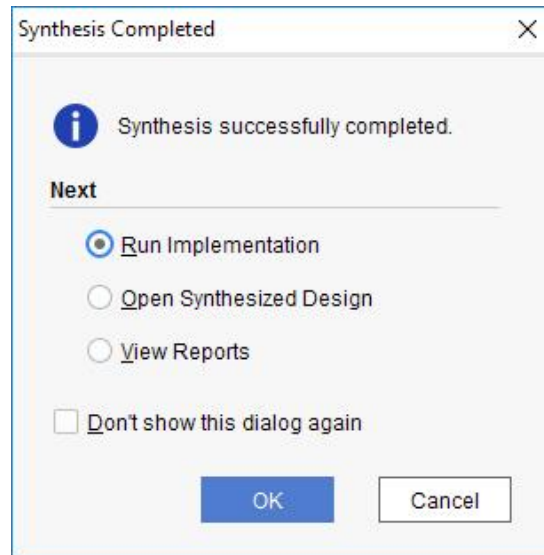 Synthesis Completed
Synthesis successfully completed.
Next
Run Implementation
Open Synthesized Design
View Reports
Don't show this dialog again
OK Cancel